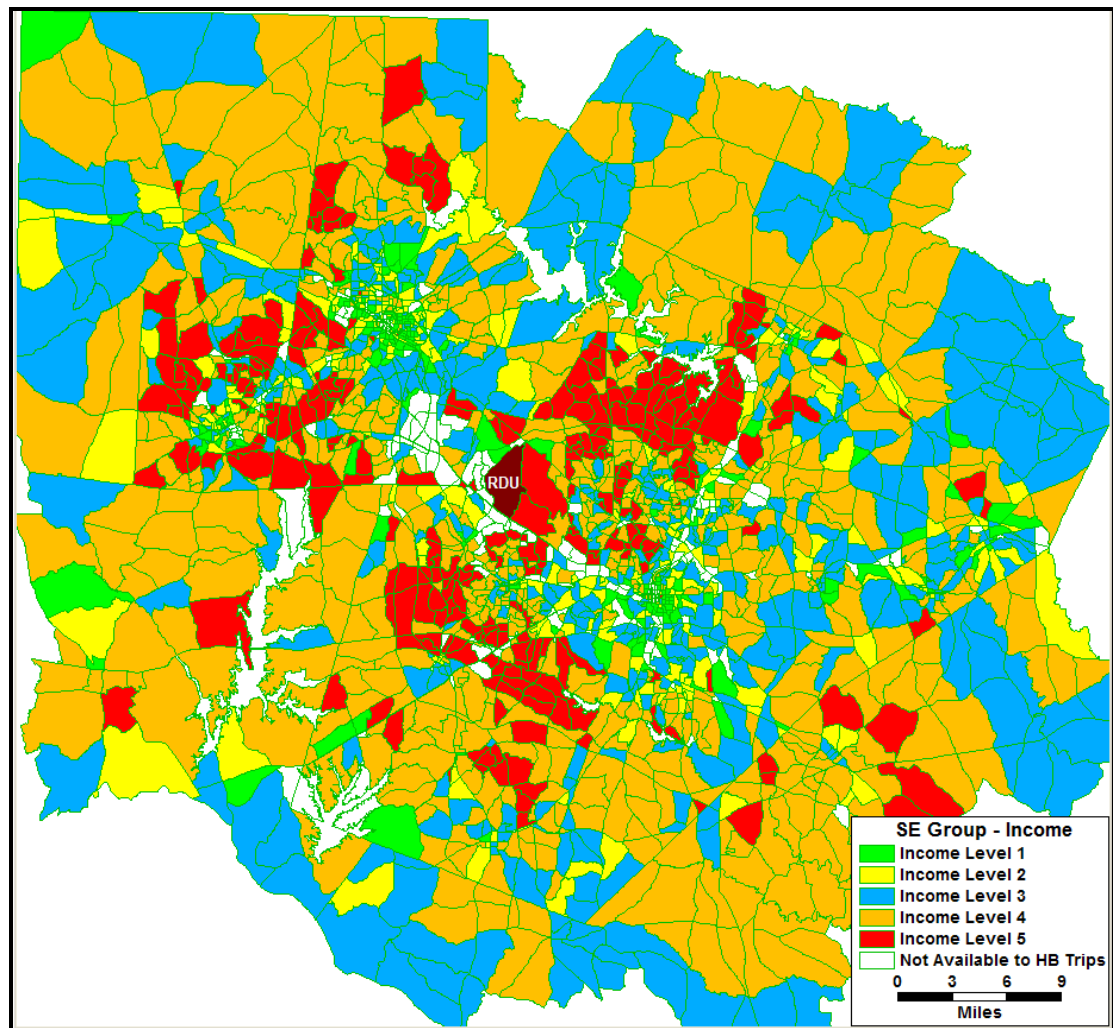 RDU
SE Group - Income
Income Level 1
Income Level 2
Income Level 3
Income Level 4
Income Level 5
Not Available to HB Trips
0 3 6 9
Miles